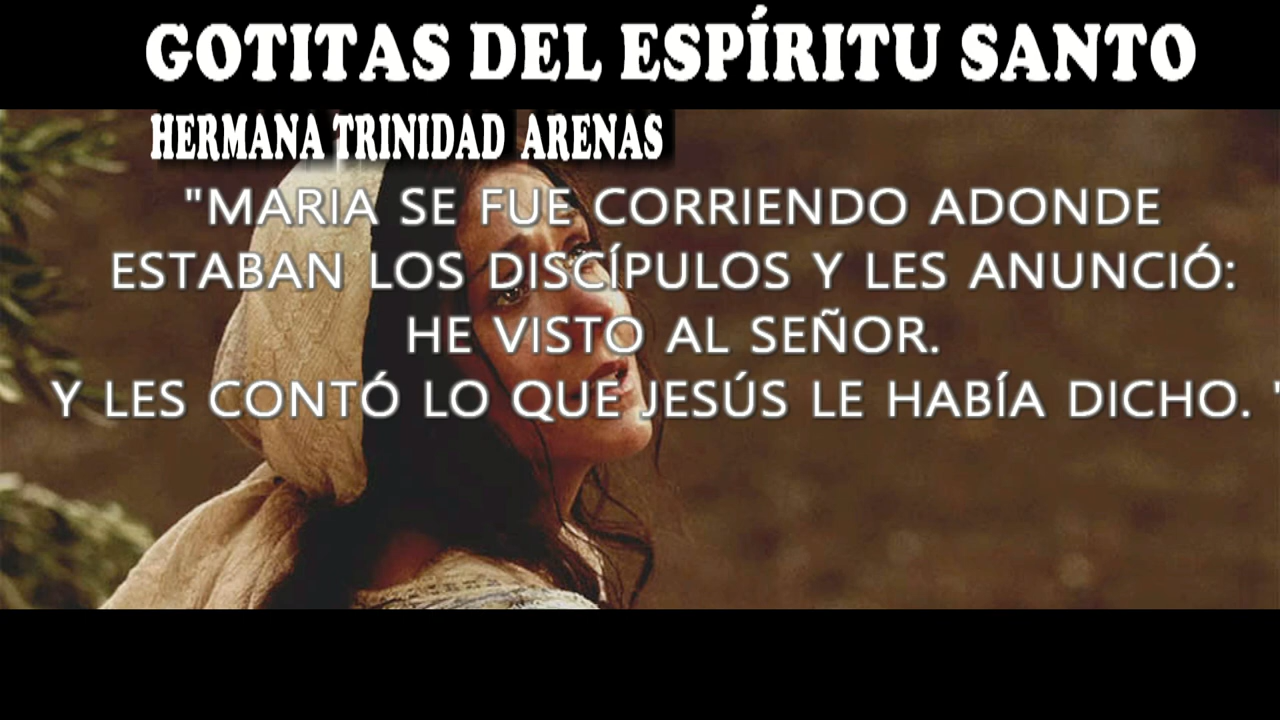 GOTITAS DEL ESPÍRITU SANTO
HERMANA TRINIDAD ARENAS
"MARIA SE FUE CORRIENDO ADONDE
ESTABAN LOS DISCÍPULOS Y LES ANUNCIÓ:
HE VISTO AL SEÑOR.
Y LES CONTÓ LO QUE JESÚS LE HABÍA DICHO. "